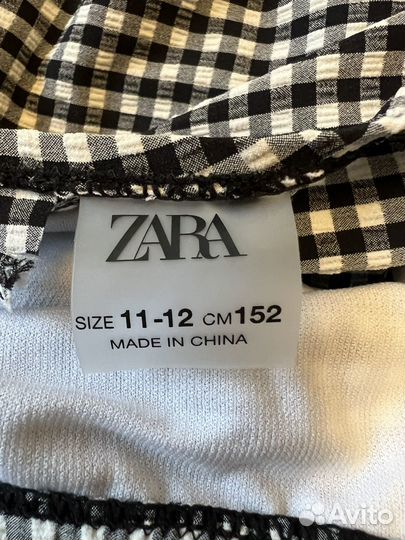 ZARA
SIZE 11-12 CM 152
MADE IN CHINA
Avito